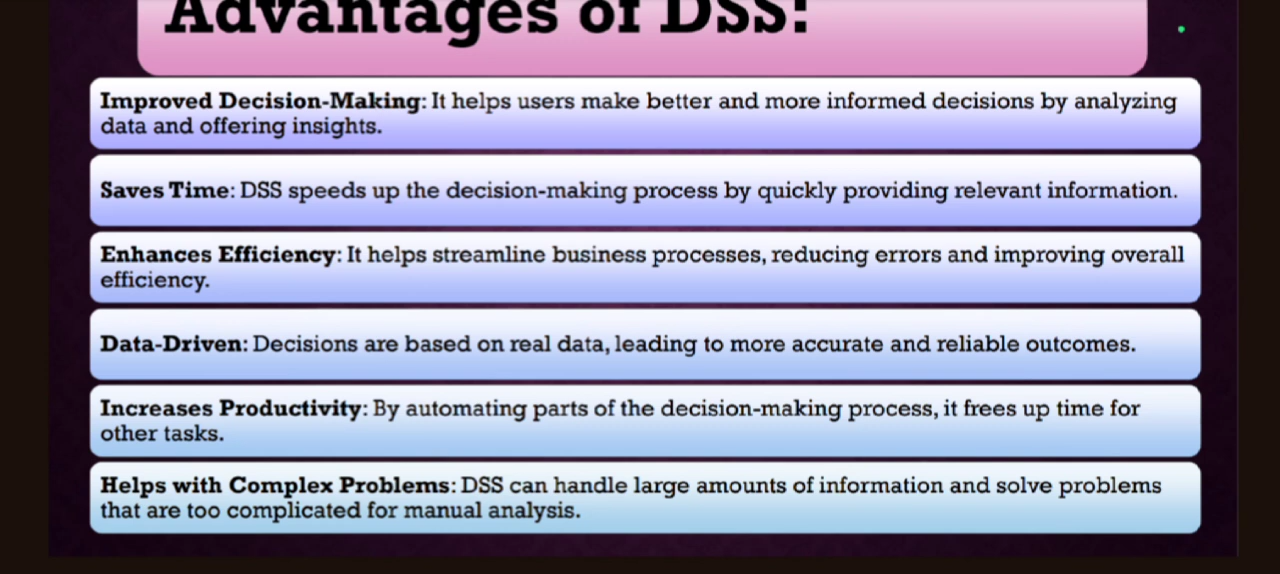 Advantages of DSS:
Improved Decision-Making: It helps users make better and more informed decisions by analyzing
data and offering insights.
Saves Time: DSS speeds up the decision-making process by quickly providing relevant information.
Enhances Efficiency: It helps streamline business processes, reducing errors and improving overall
efficiency.
Data-Driven: Decisions are based on real data, leading to more accurate and reliable outcomes.
Increases Productivity: By automating parts of the decision-making process, it frees up time for
other tasks.
Helps with Complex Problems: DSS can handle large amounts of information and solve problems
that are too complicated for manual analysis.